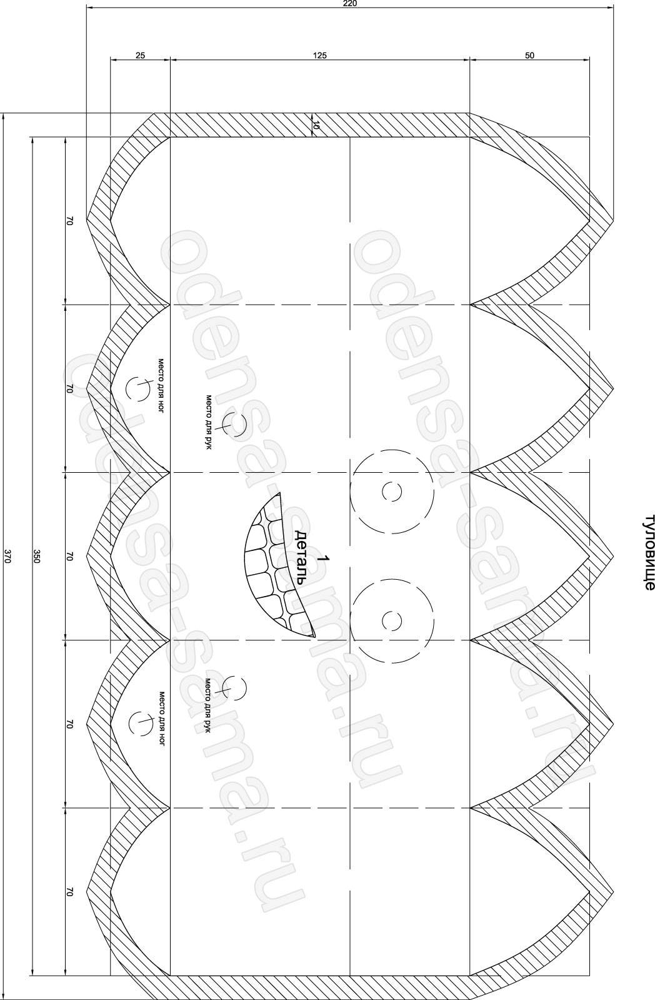 туловище
220
25
125
50
10
70
70
70
70
70
350
370
место для ног
место для рук
1
деталь
место для рук
место для ног
odensa-sama.ru
odensa-sama.ru
odensa-sama.ru